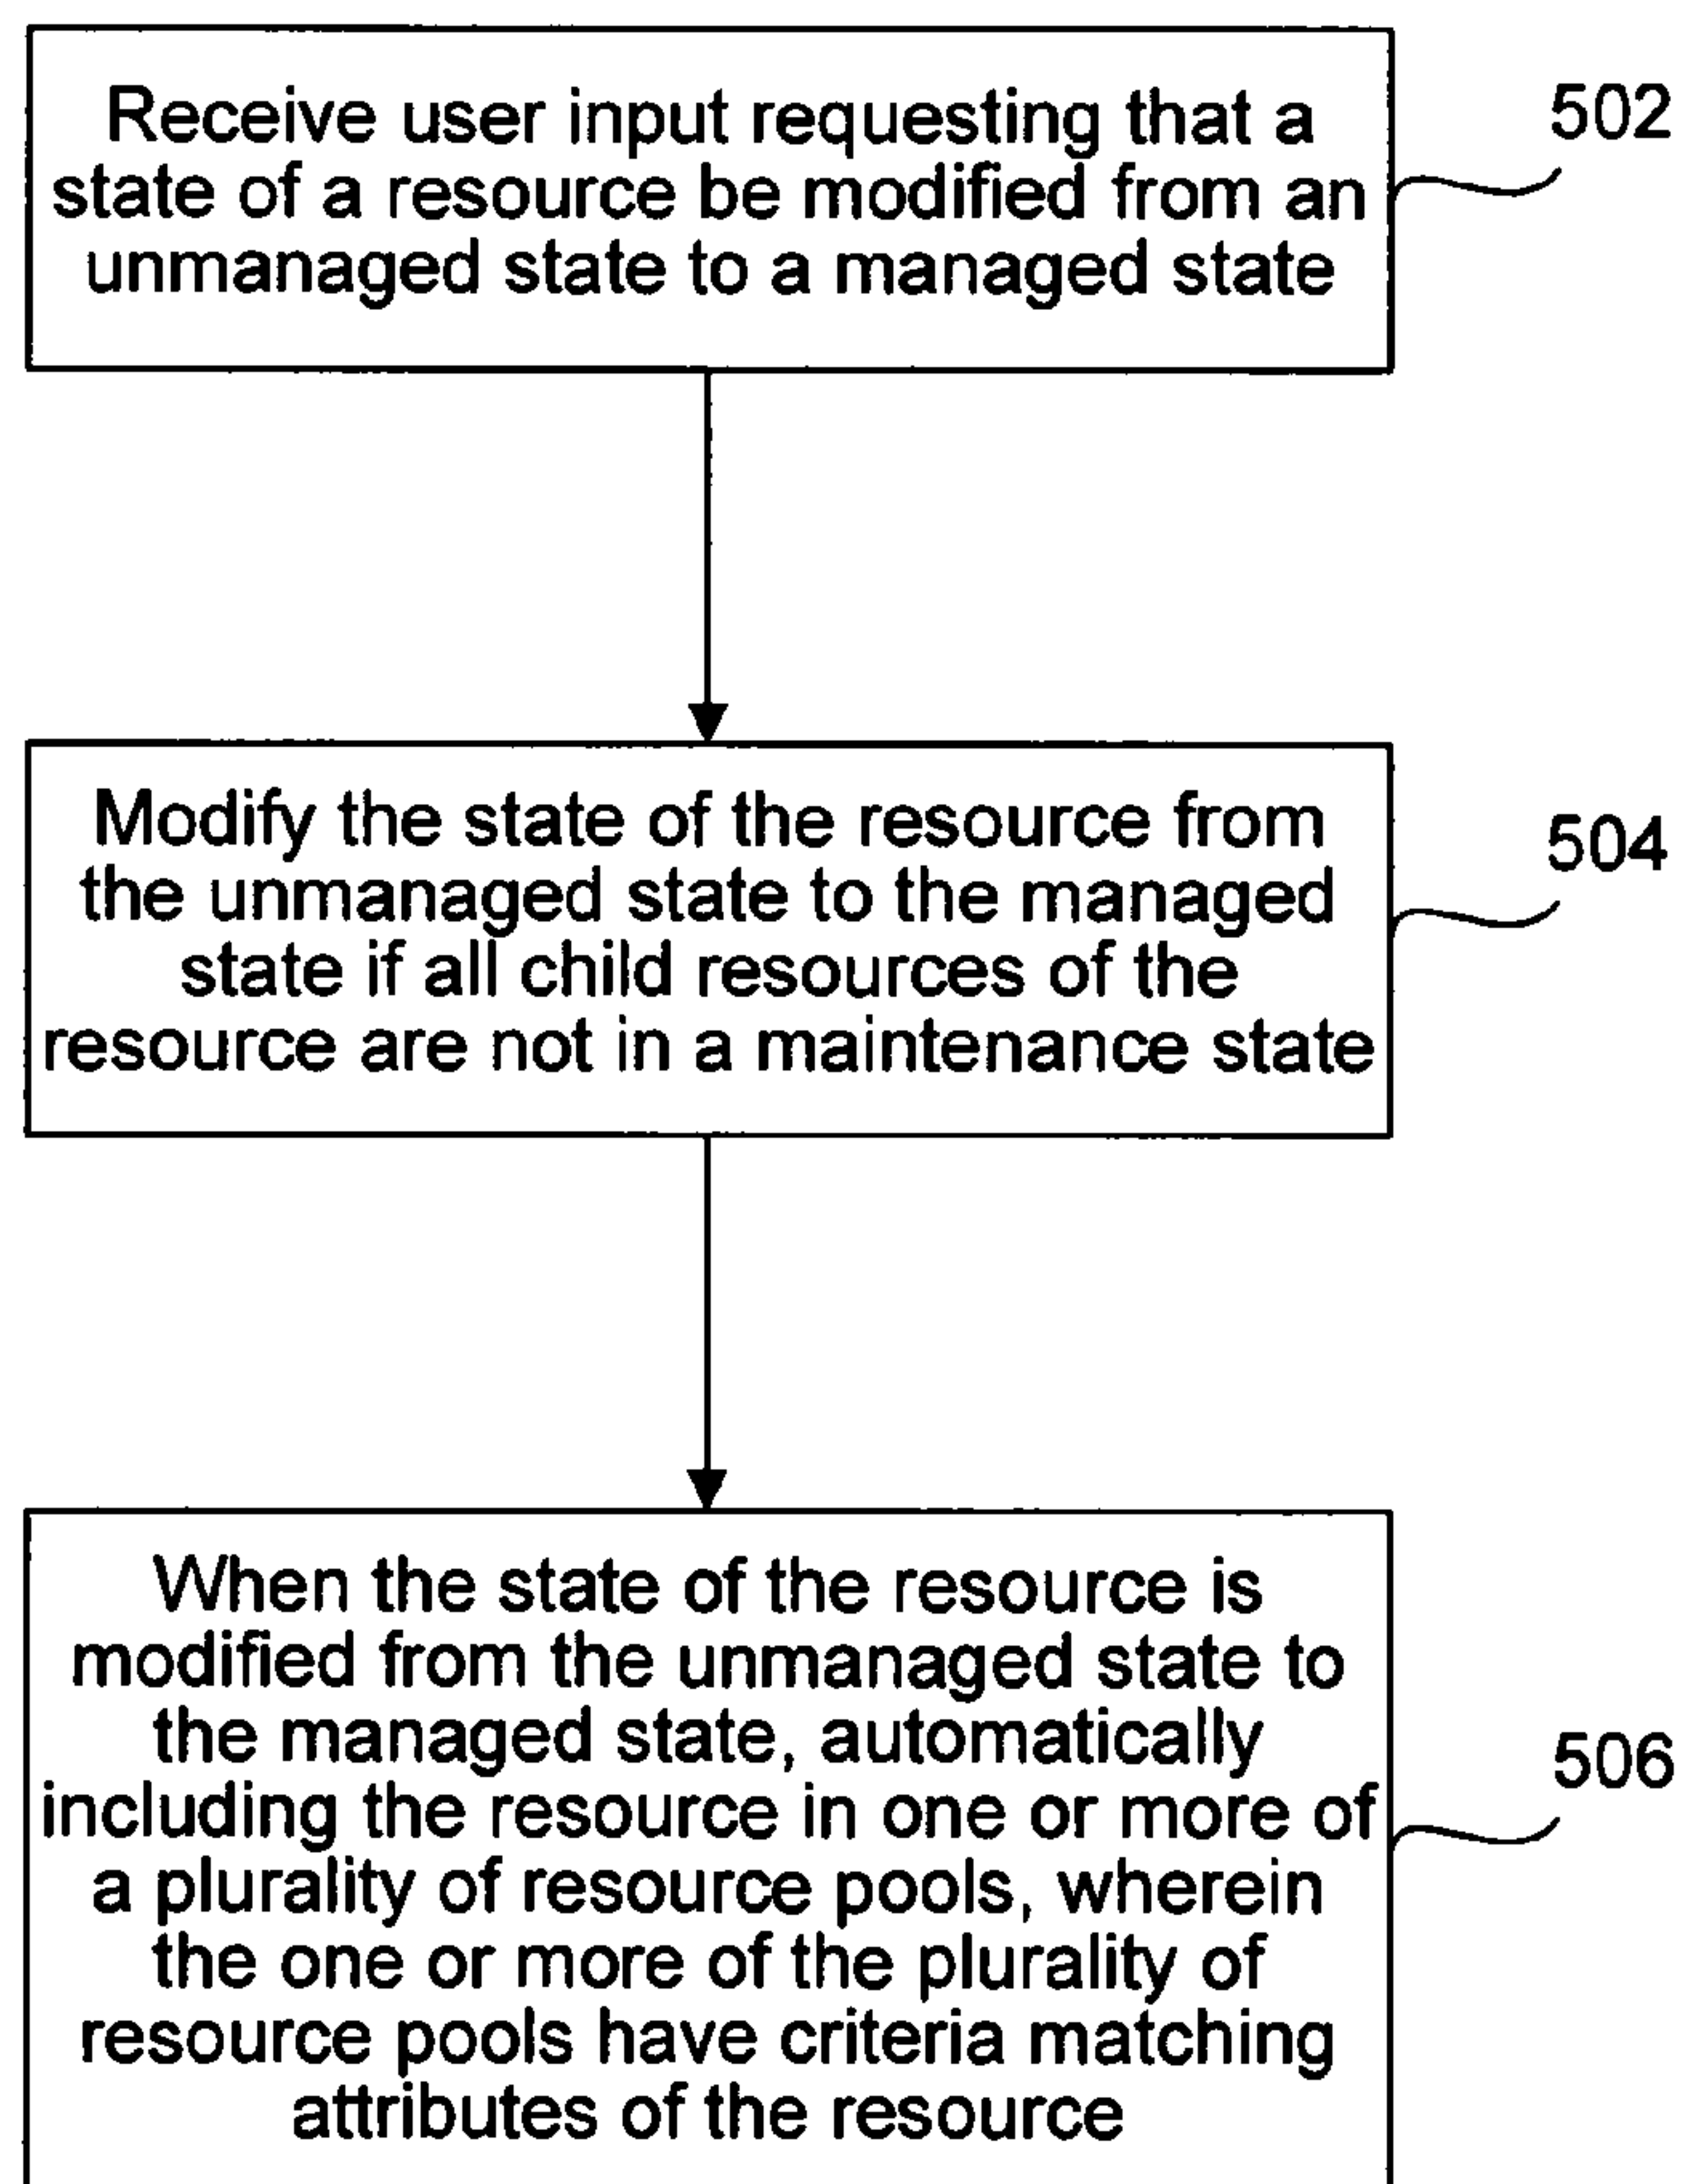 Receive user input requesting that a
state of a resource be modified from an
unmanaged state to a managed state
502
Modify the state of the resource from
the unmanaged state to the managed
state if all child resources of the
resource are not in a maintenance state
504
When the state of the resource is
modified from the unmanaged state to
the managed state, automatically
including the resource in one or more of
a plurality of resource pools, wherein
the one or more of the plurality of
resource pools have criteria matching
attributes of the resource
506